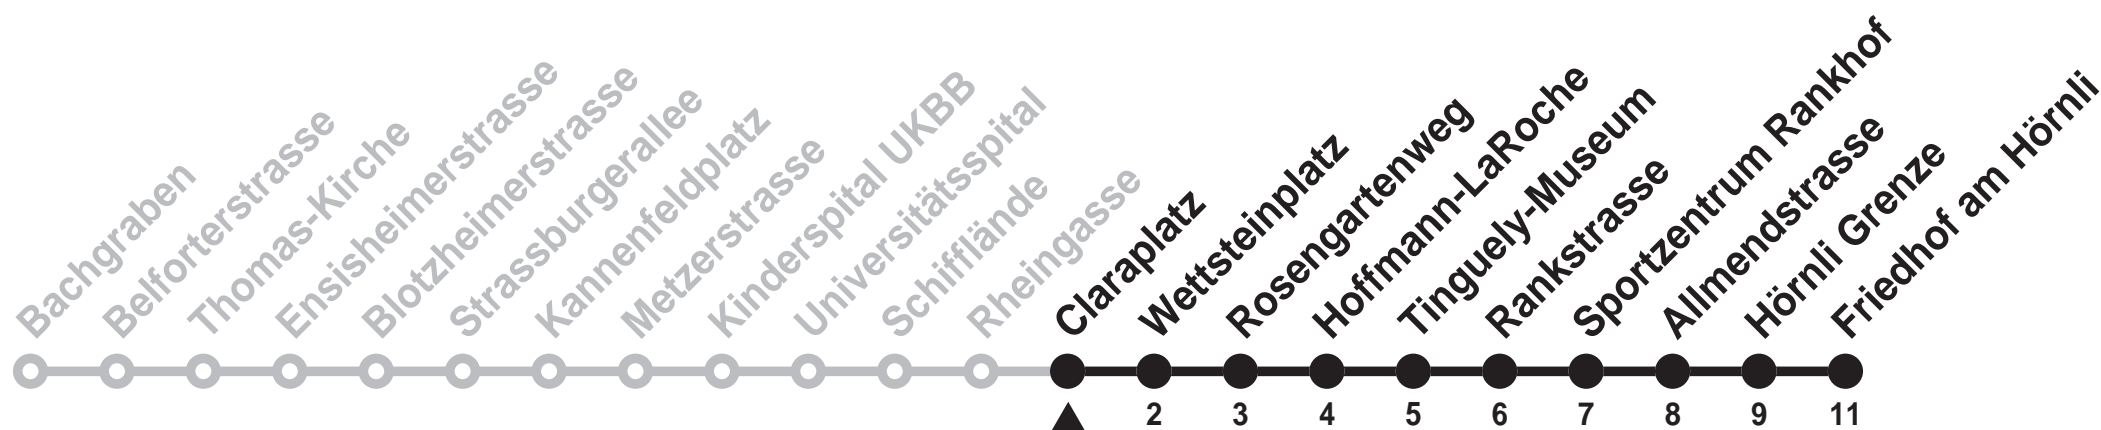 Bachgraben
Belforterstrasse
Thomas-Kirche
Ensisheimerstrasse
Blotzheimerstrasse
Strassburgerallee
Kannenfeldplatz
Metzerstrasse
Kinderspital UKBB
Universitätsspital
Schifflände
Rheingasse
Claraplatz
Wettsteinplatz
Rosengartenweg
Hoffmann-LaRoche
Tinguely-Museum
Rankstrasse
Sportzentrum Rankhof
Allmendstrasse
Hörnli Grenze
Friedhof am Hörnli
2 3 4 5 6 7 8 9 11